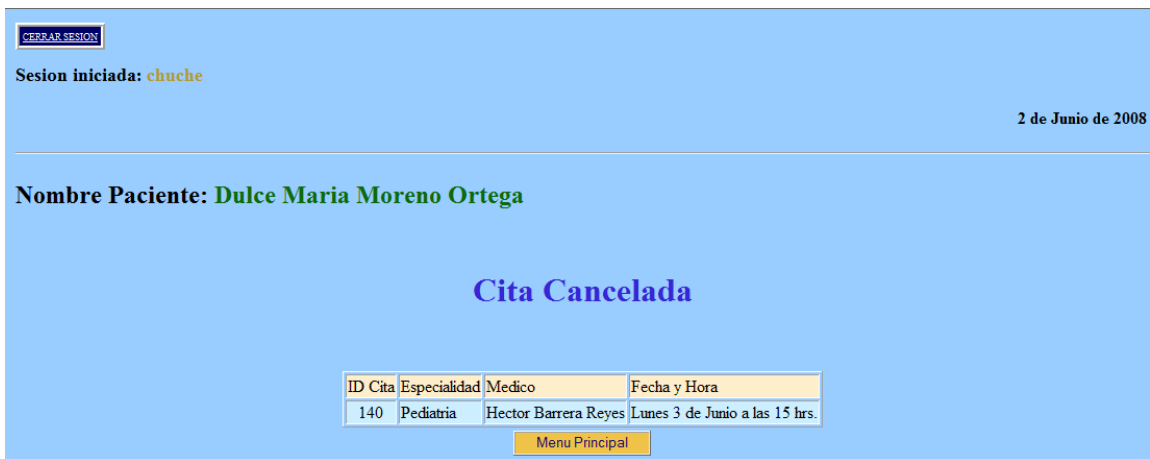 CERRAR SESION
Sesion iniciada: chuche
2 de Junio de 2008
Nombre Paciente: Dulce Maria Moreno Ortega
Cita Cancelada
ID Cita Especialidad Medico Fecha y Hora
140 Pediatria Hector Barrera Reyes Lunes 3 de Junio a las 15 hrs.
Menu Principal